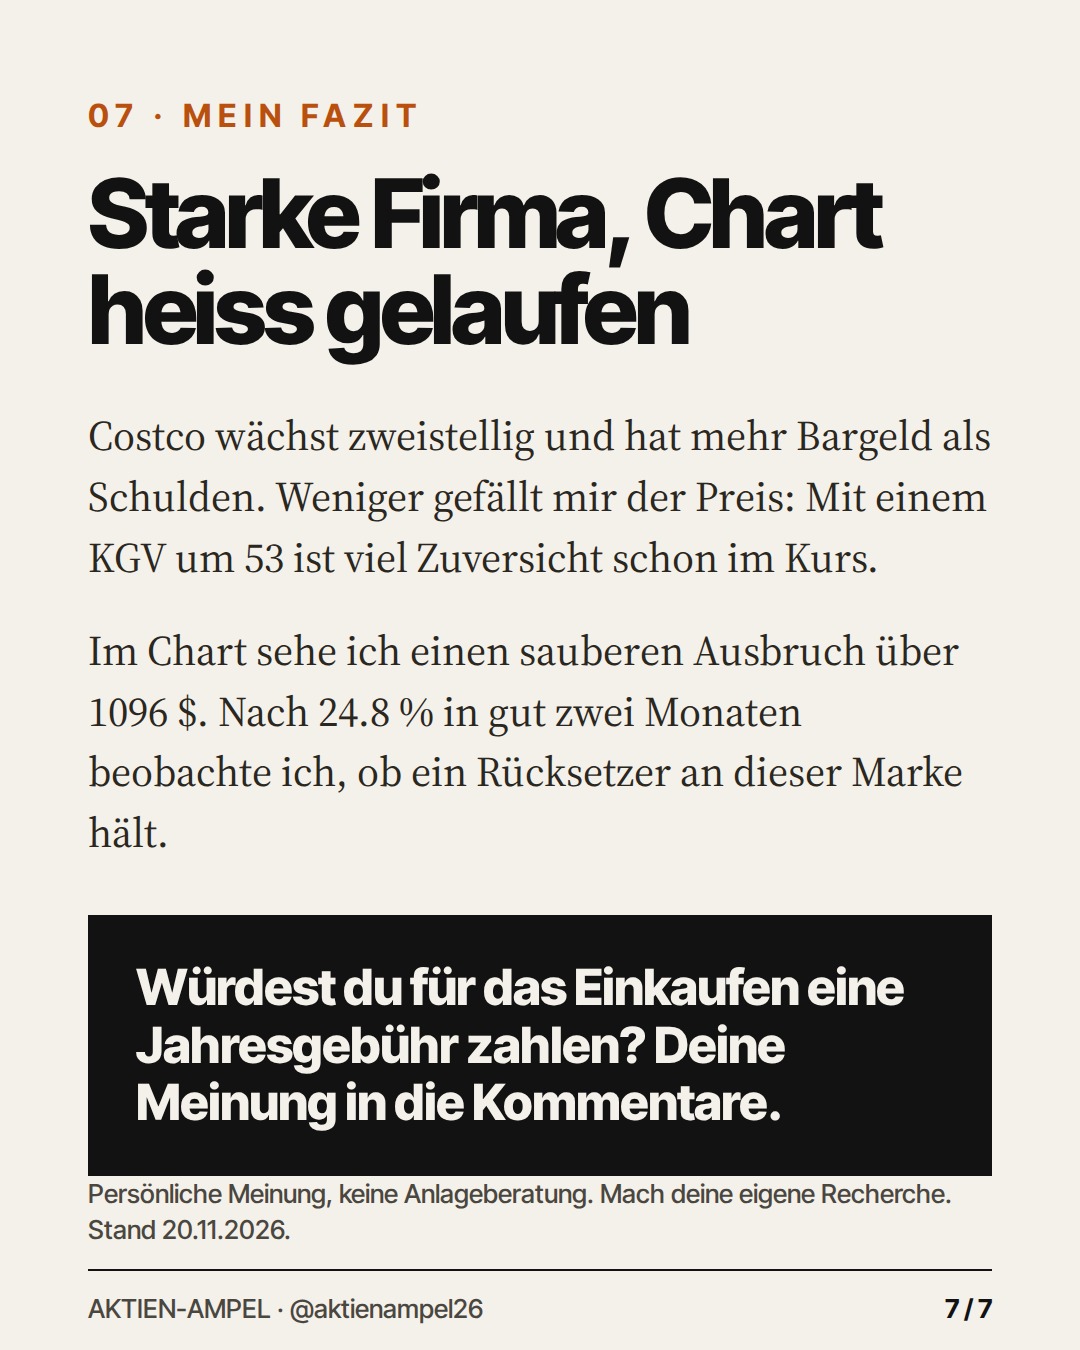 07 · MEIN FAZIT
Starke Firma, Chart
heiss gelaufen
Costco wächst zweistellig und hat mehr Bargeld als
Schulden. Weniger gefällt mir der Preis: Mit einem
KGV um 53 ist viel Zuversicht schon im Kurs.
Im Chart sehe ich einen sauberen Ausbruch über
1096 $. Nach 24.8 % in gut zwei Monaten
beobachte ich, ob ein Rücksetzer an dieser Marke
hält.
Würdest du für das Einkaufen eine
Jahresgebühr zahlen? Deine
Meinung in die Kommentare.
Persönliche Meinung, keine Anlageberatung. Mach deine eigene Recherche.
Stand 20.11.2026.
AKTIEN-AMPEL · @aktienampel26
7/7